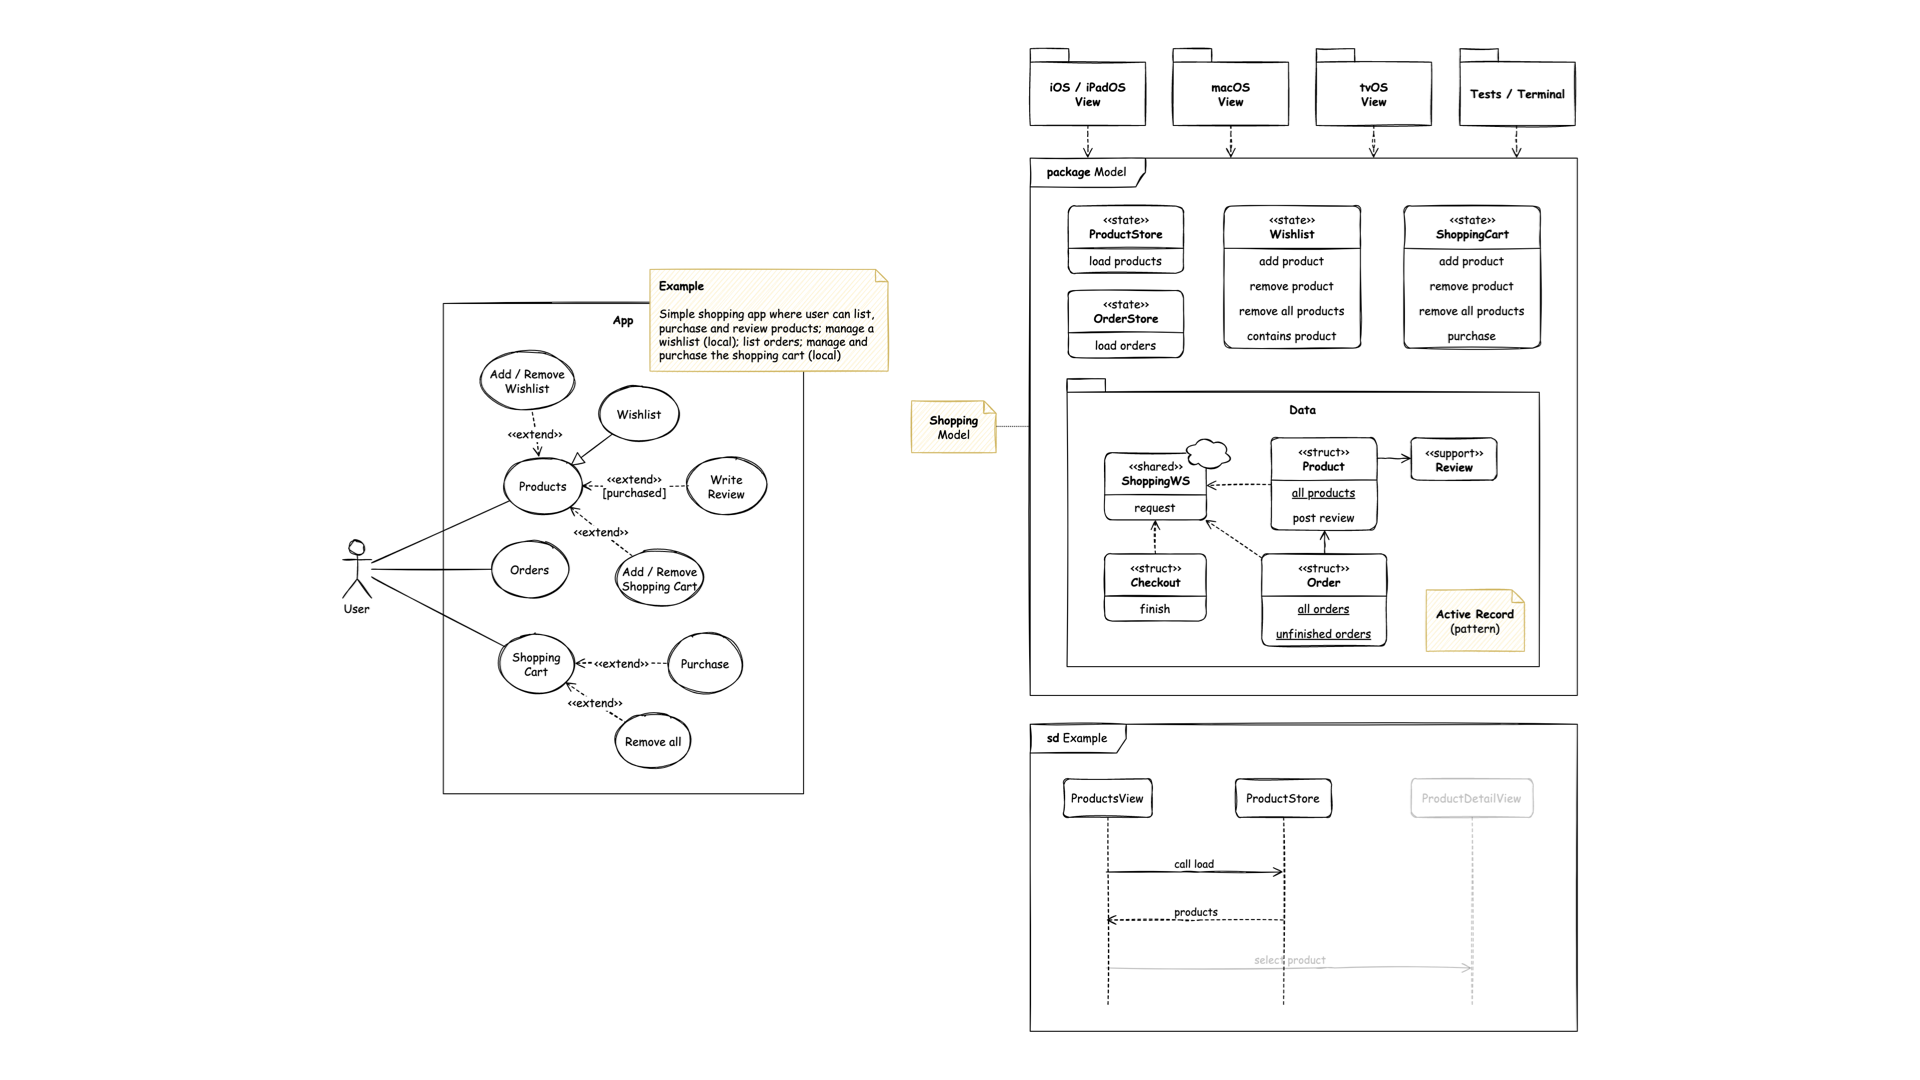 Example
Simple shopping app where user can list,
purchase and review products; manage a
wishlist (local); list orders; manage and
purchase the shopping cart (local)
App
Add / Remove
Wishlist
Wishlist
<<extend>>
Products
<<extend>>
[purchased]
Write
Review
<<extend>>
Orders
Add / Remove
Shopping Cart
User
Shopping
Cart
<<extend>>
Purchase
<<extend>>
Remove all
iOS / iPadOS
View
macOS
View
tvOS
View
Tests / Terminal
package Model
<<state>>
ProductStore
load products
<<state>>
OrderStore
load orders
<<state>>
Wishlist
add product
remove product
remove all products
contains product
<<state>>
ShoppingCart
add product
remove product
remove all products
purchase
Shopping
Model
Data
<<shared>>
ShoppingWS
request
<<struct>>
Product
all products
post review
<<support>>
Review
<<struct>>
Checkout
finish
<<struct>>
Order
all orders
unfinished orders
Active Record
(pattern)
sd Example
ProductsView
ProductStore
ProductDetailView
call load
products
select product